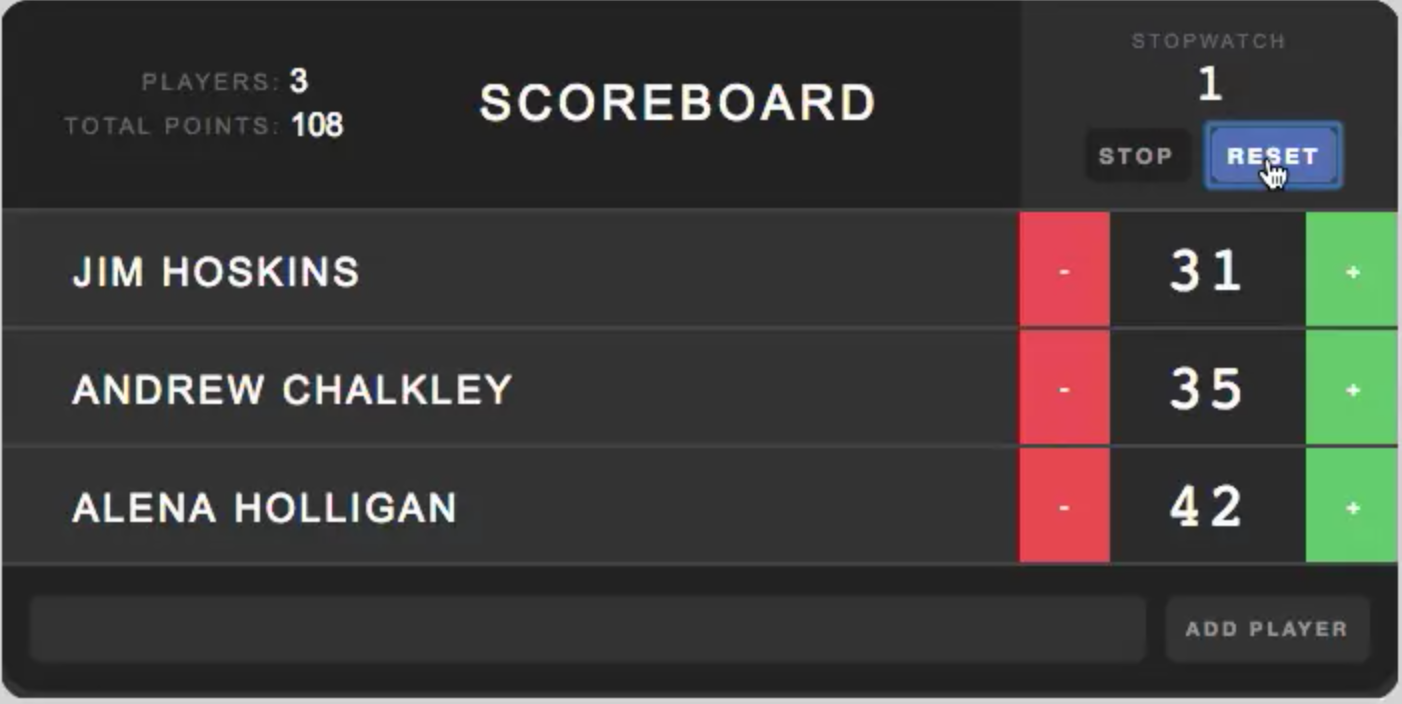 PLAYERS: 3
TOTAL POINTS: 108
SCOREBOARD
STOPWATCH
1
STOP RESET
JIM HOSKINS - 31 +
ANDREW CHALKLEY - 35 +
ALENA HOLLIGAN - 42 +
ADD PLAYER